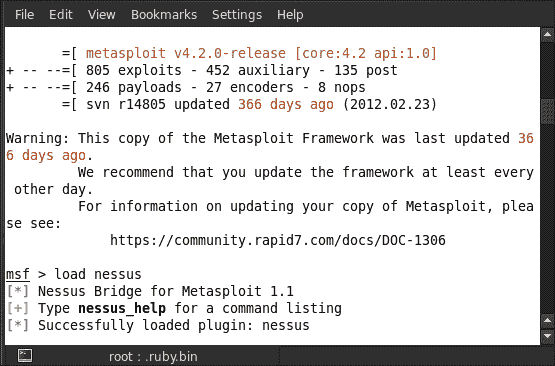 File Edit View Bookmarks Settings Help
=[ metasploit v4.2.0-release [core:4.2 api:1.0]
+ -- --=[ 805 exploits - 452 auxiliary - 135 post
+ -- --=[ 246 payloads - 27 encoders - 8 nops
=[ svn r14805 updated 366 days ago (2012.02.23)
Warning: This copy of the Metasploit Framework was last updated 36
6 days ago.
We recommend that you update the framework at least every
other day.
For information on updating your copy of Metasploit, plea
se see:
https://community.rapid7.com/docs/DOC-1306
msf > load nessus
[*] Nessus Bridge for Metasploit 1.1
[+] Type nessus_help for a command listing
[*] Successfully loaded plugin: nessus
root : .ruby.bin